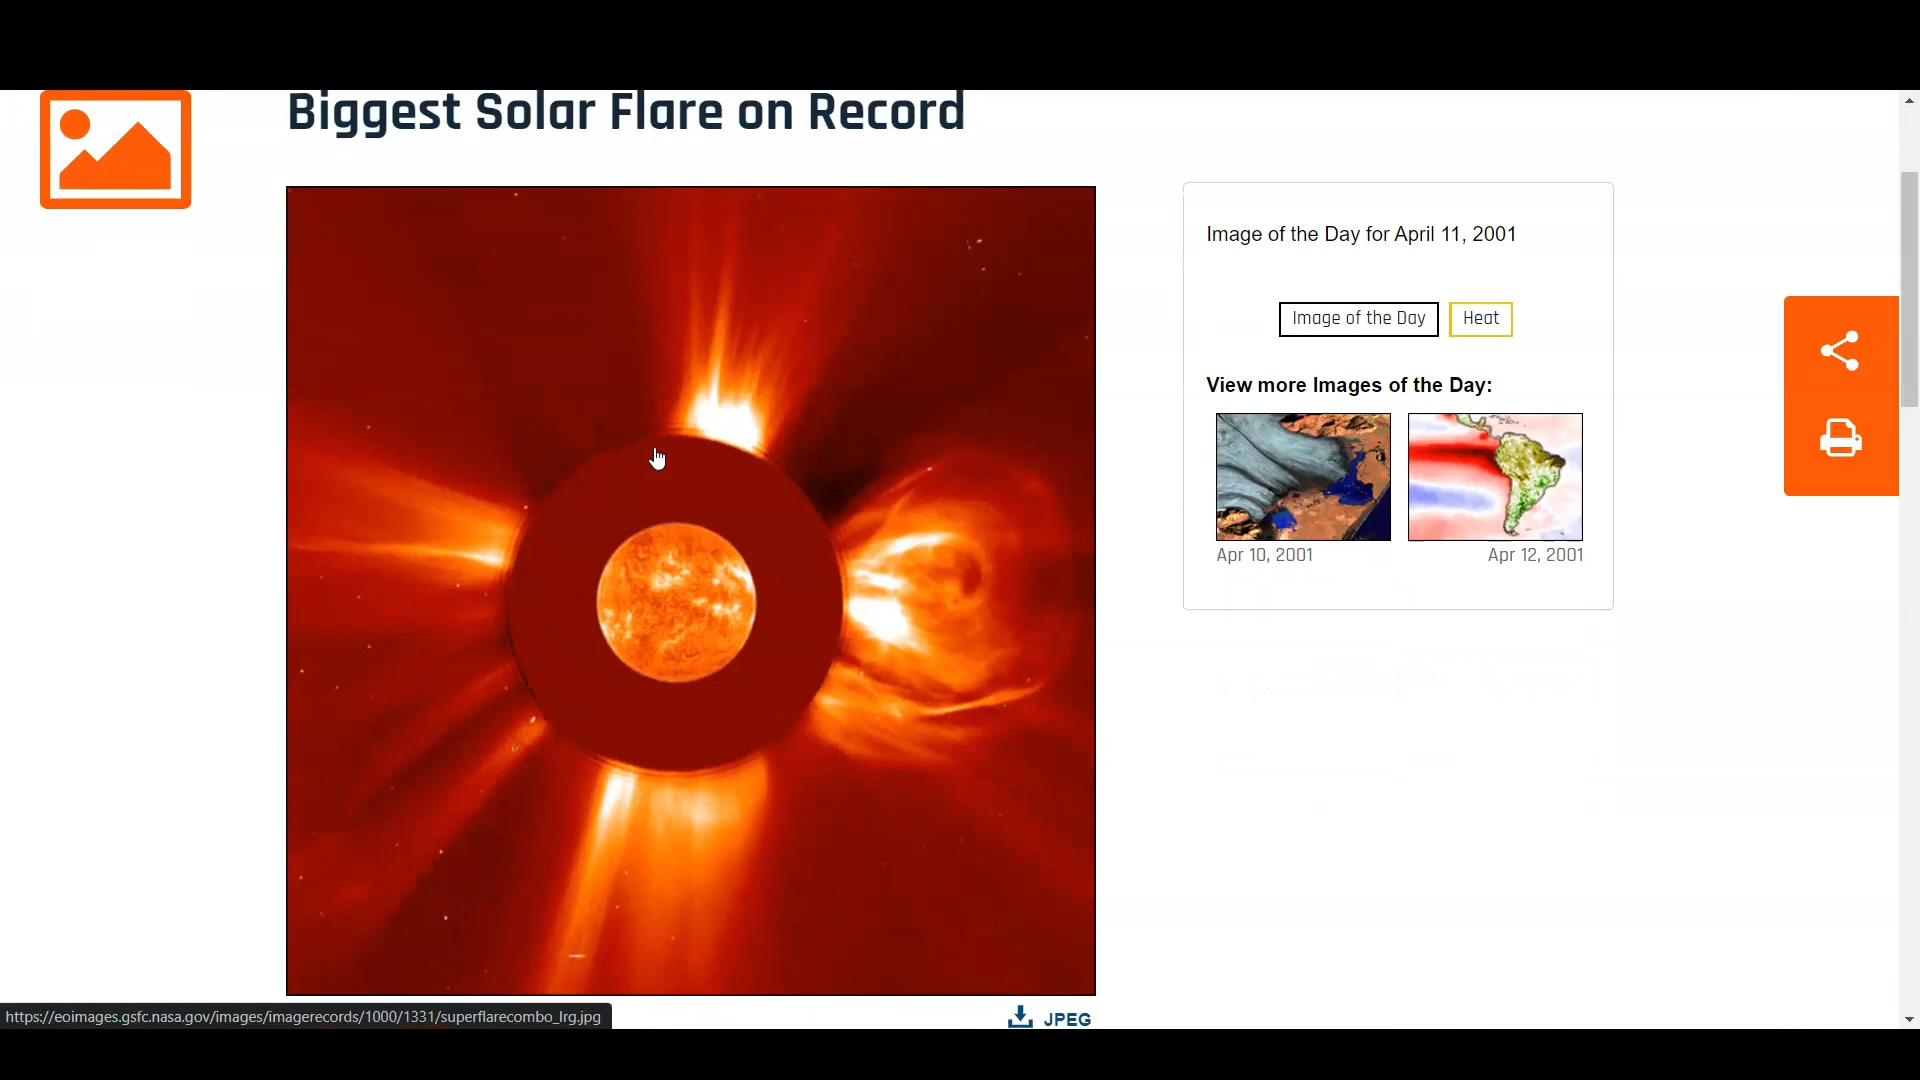 Biggest Solar Flare on Record
Image of the Day for April 11, 2001
Image of the Day
Heat
View more Images of the Day:
Apr 10, 2001
Apr 12, 2001
JPEG
https://eoimages.gsfc.nasa.gov/images/imagerecords/1000/1331/superflarecombo_lrg.jpg